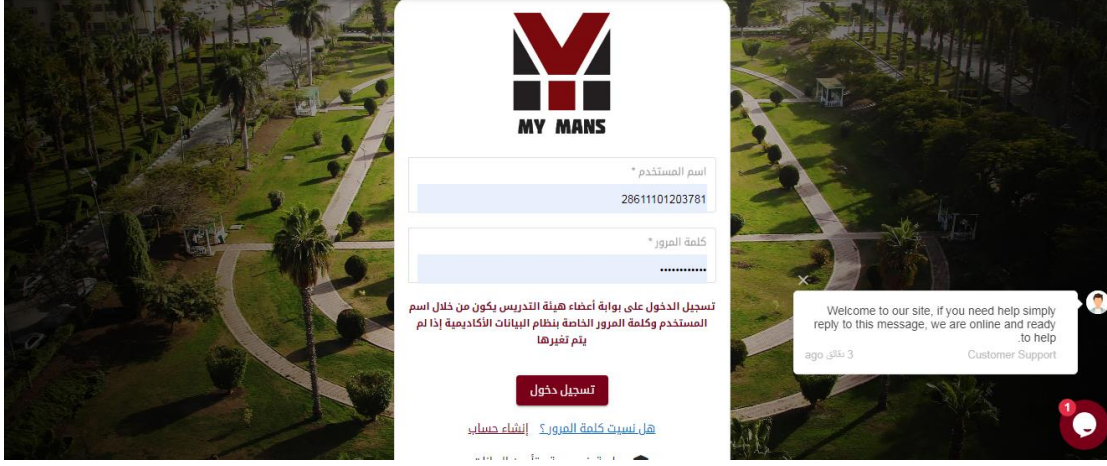 MY MANS
اسم المستخدم *
28611101203781
كلمة المرور *
••••••••••••
تسجيل الدخول على بوابة أعضاء هيئة التدريس يكون من خلال اسم
المستخدم وكلمة المرور الخاصة بنظام البيانات الأكاديمية إذا لم
يتم تغيرها
تسجيل دخول
هل نسيت كلمة المرور ؟ إنشاء حساب
Welcome to our site, if you need help simply
reply to this message, we are online and ready
.to help
Customer Support
3 دقائق ago
1